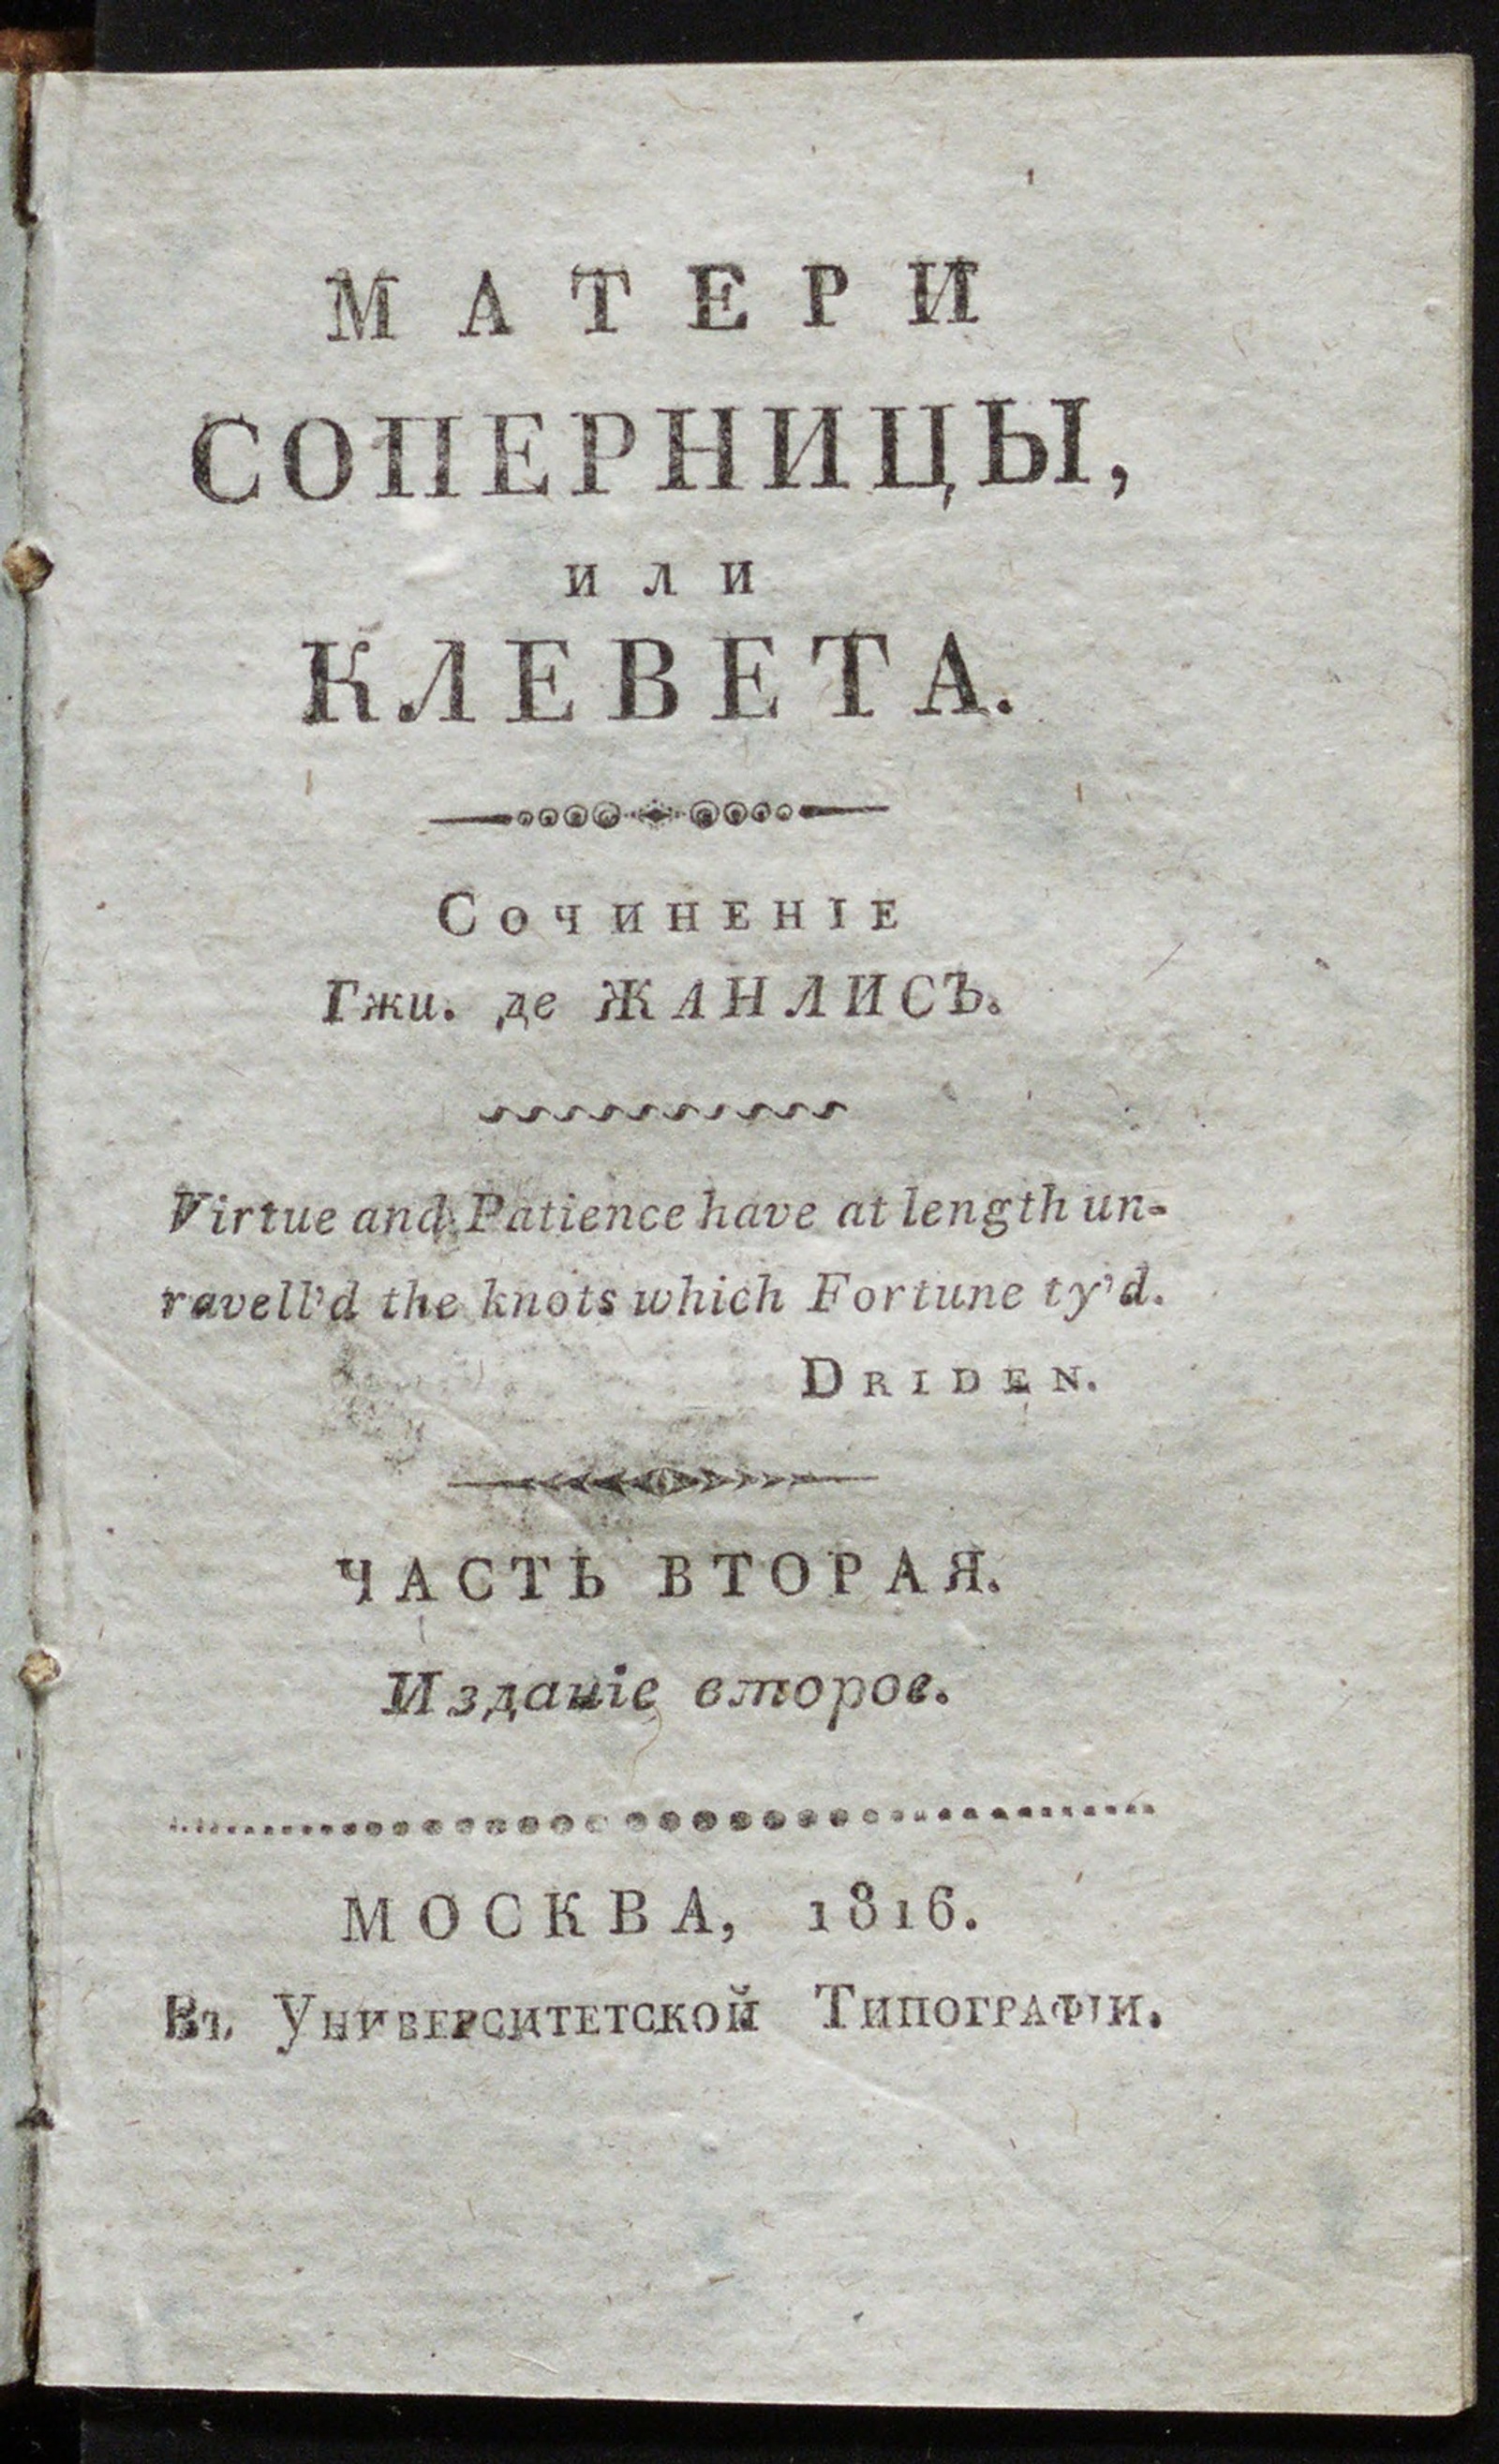 МАТЕРИ
СОПЕРНИЦЫ,
или
КЛЕВЕТА.
Сочиненіе
Гжи. де ЖАНЛИСЪ.
Virtue and Patience have at length un-
ravell'd the knots which Fortune ty'd.
Driden.
ЧАСТЬ ВТОРАЯ.
Изданіе второе.
МОСКВА, 1816.
Въ Университетской Типографіи.